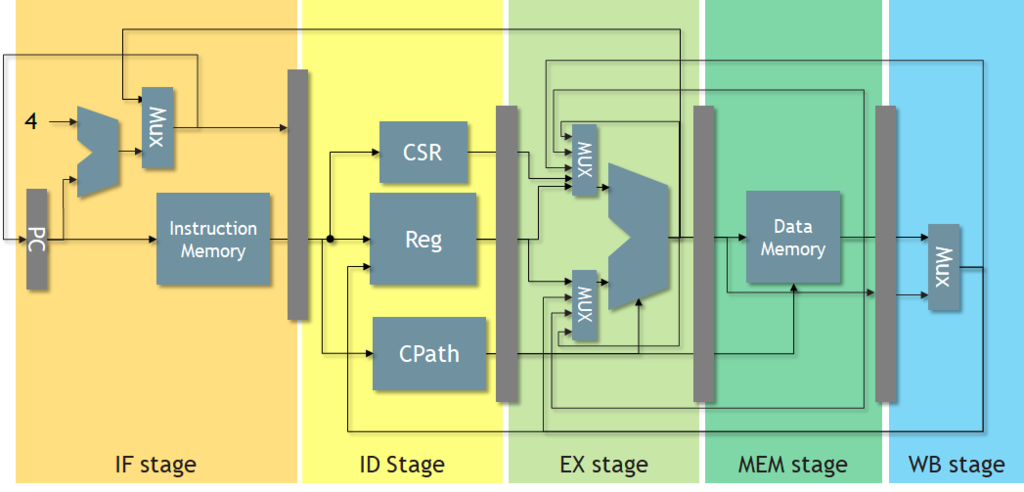 4
Mux
PC
Instruction
Memory
CSR
Reg
CPath
MUX
MUX
Data
Memory
Mux
IF stage
ID Stage
EX stage
MEM stage
WB stage